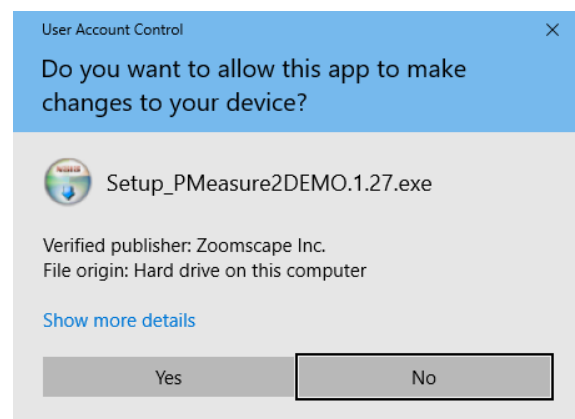 User Account Control
Do you want to allow this app to make
changes to your device?
Setup_PMeasure2DEMO.1.27.exe
Verified publisher: Zoomscape Inc.
File origin: Hard drive on this computer
Show more details
Yes No